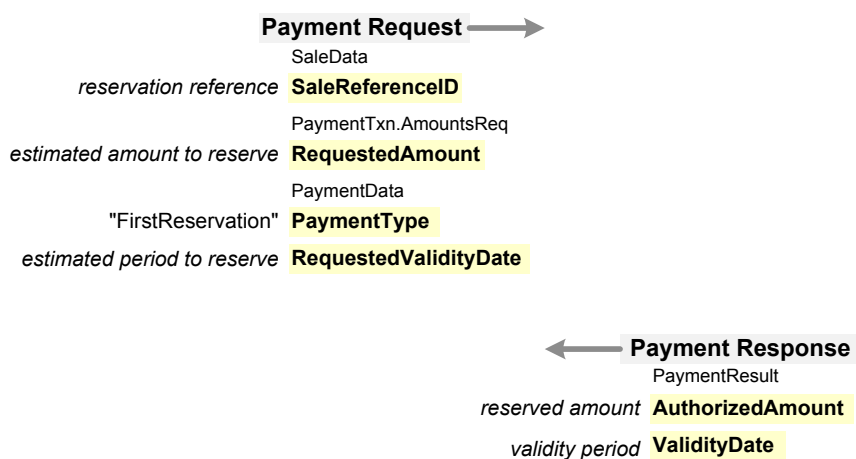 Payment Request
SaleData
reservation reference SaleReferenceID
PaymentTxn.AmountsReq
estimated amount to reserve RequestedAmount
PaymentData
"FirstReservation" PaymentType
estimated period to reserve RequestedValidityDate
Payment Response
PaymentResult
reserved amount AuthorizedAmount
validity period ValidityDate